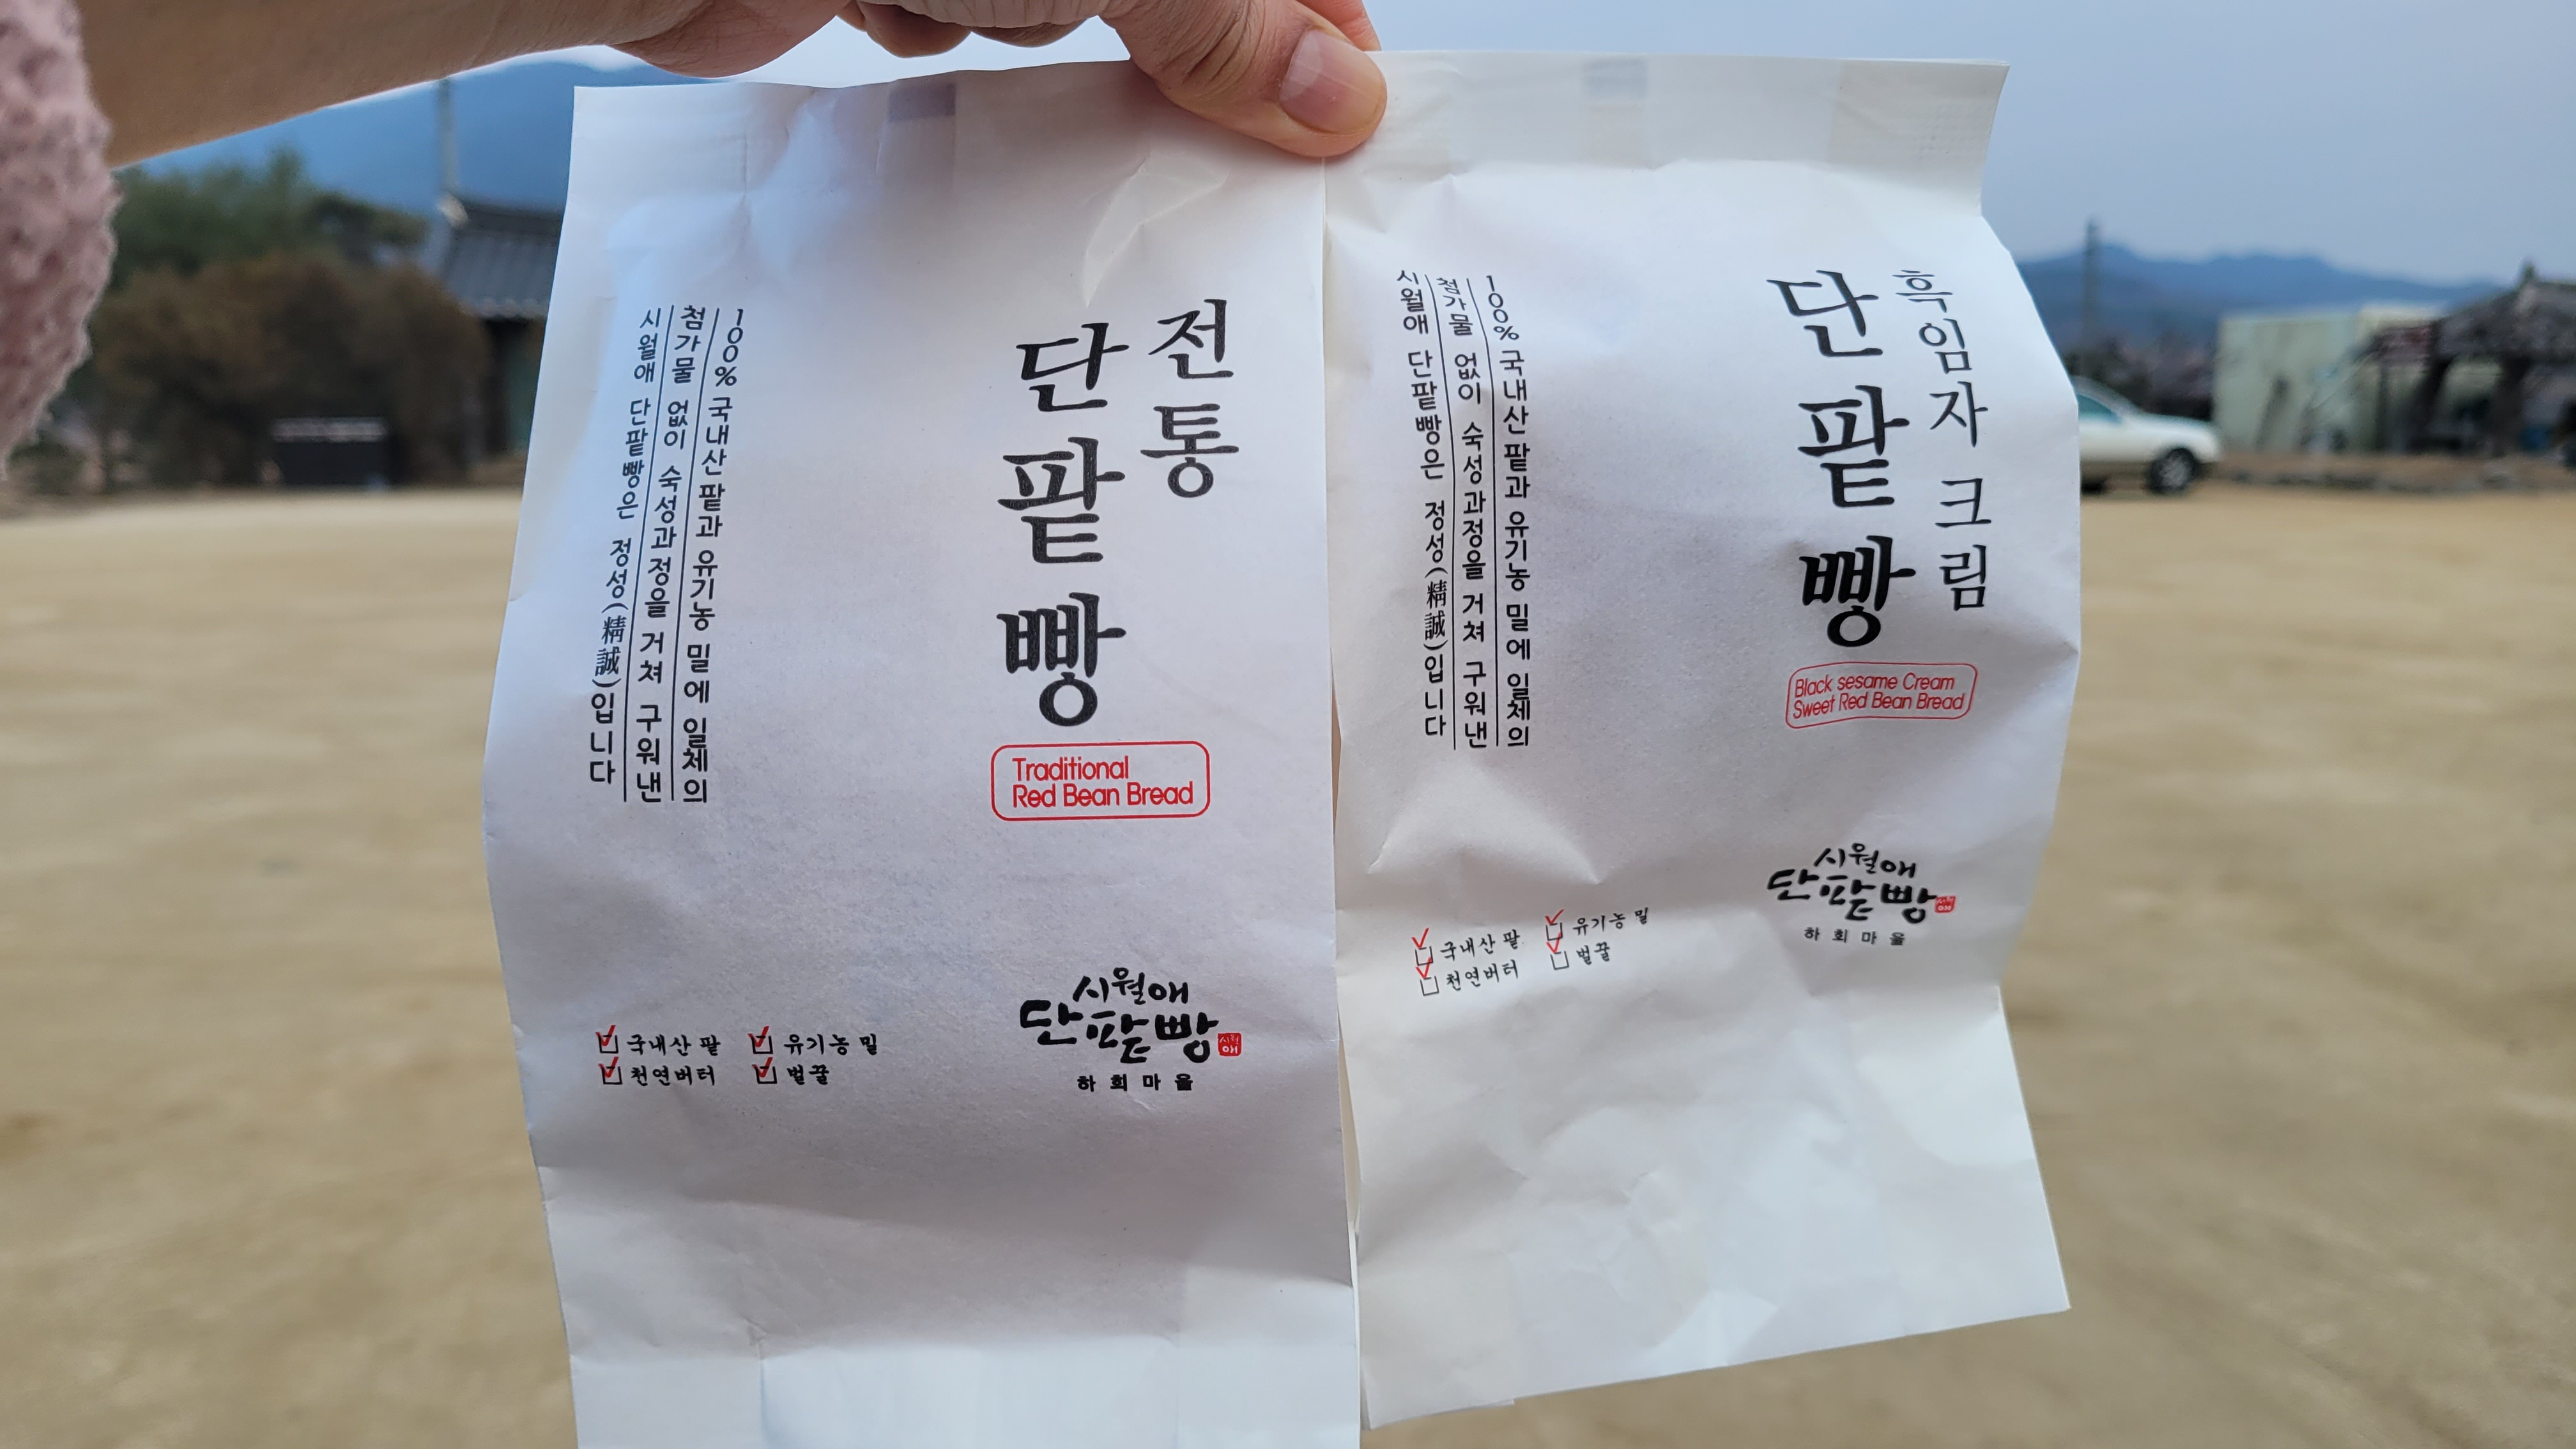 전통
단팥빵
Traditional
Red Bean Bread
100% 국내산 팥과 유기농 밀에 일체의
첨가물 없이 숙성과정을 거쳐 구워낸
시월애 단팥빵은 정성(精誠)입니다
국내산 팥
유기농 밀
천연버터
벌꿀
시월애
단팥빵
시월애
하회마을
흑임자크림
단팥빵
Black sesame Cream
Sweet Red Bean Bread
100% 국내산 팥과 유기농 밀에 일체의
첨가물 없이 숙성과정을 거쳐 구워낸
시월애 단팥빵은 정성(精誠)입니다
국내산 팥
유기농 밀
천연버터
벌꿀
시월애
단팥빵
시월애
하회마을